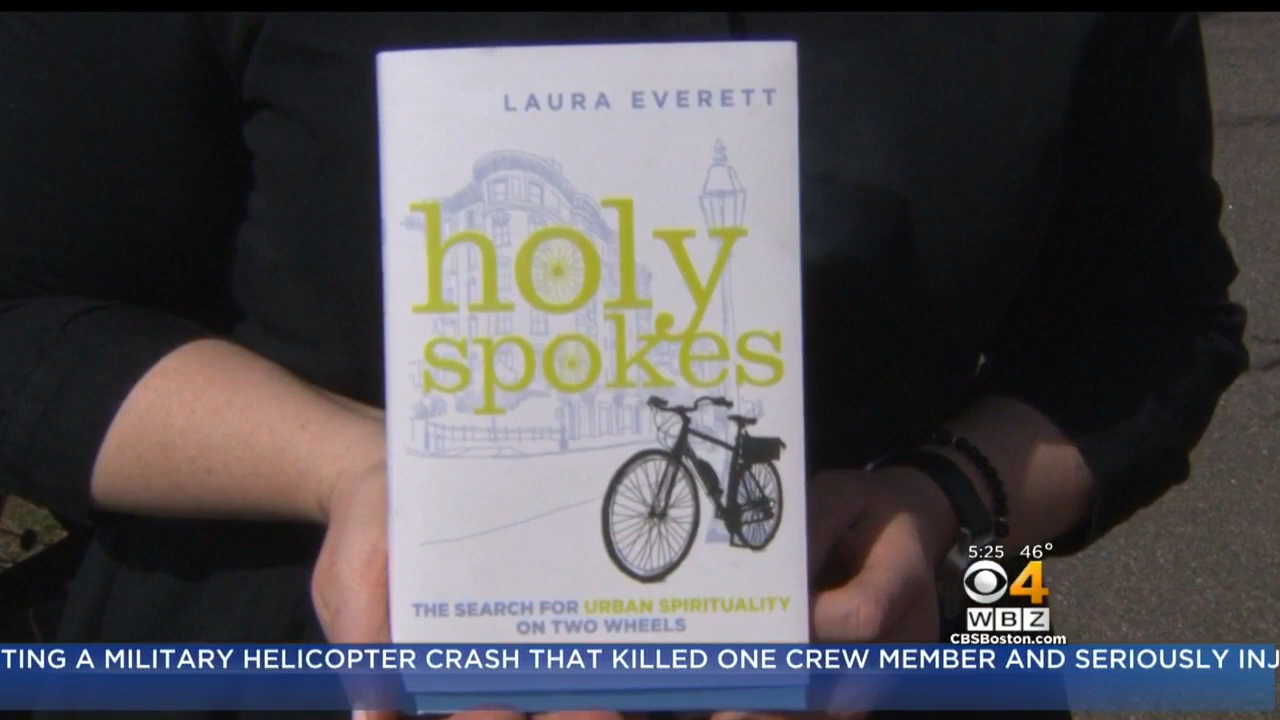 LAURA EVERETT
holy
spokes
THE SEARCH FOR URBAN SPIRITUALITY
ON TWO WHEELS
5:25 46°
4
WBZ
CBSBoston.com
TING A MILITARY HELICOPTER CRASH THAT KILLED ONE CREW MEMBER AND SERIOUSLY INJ